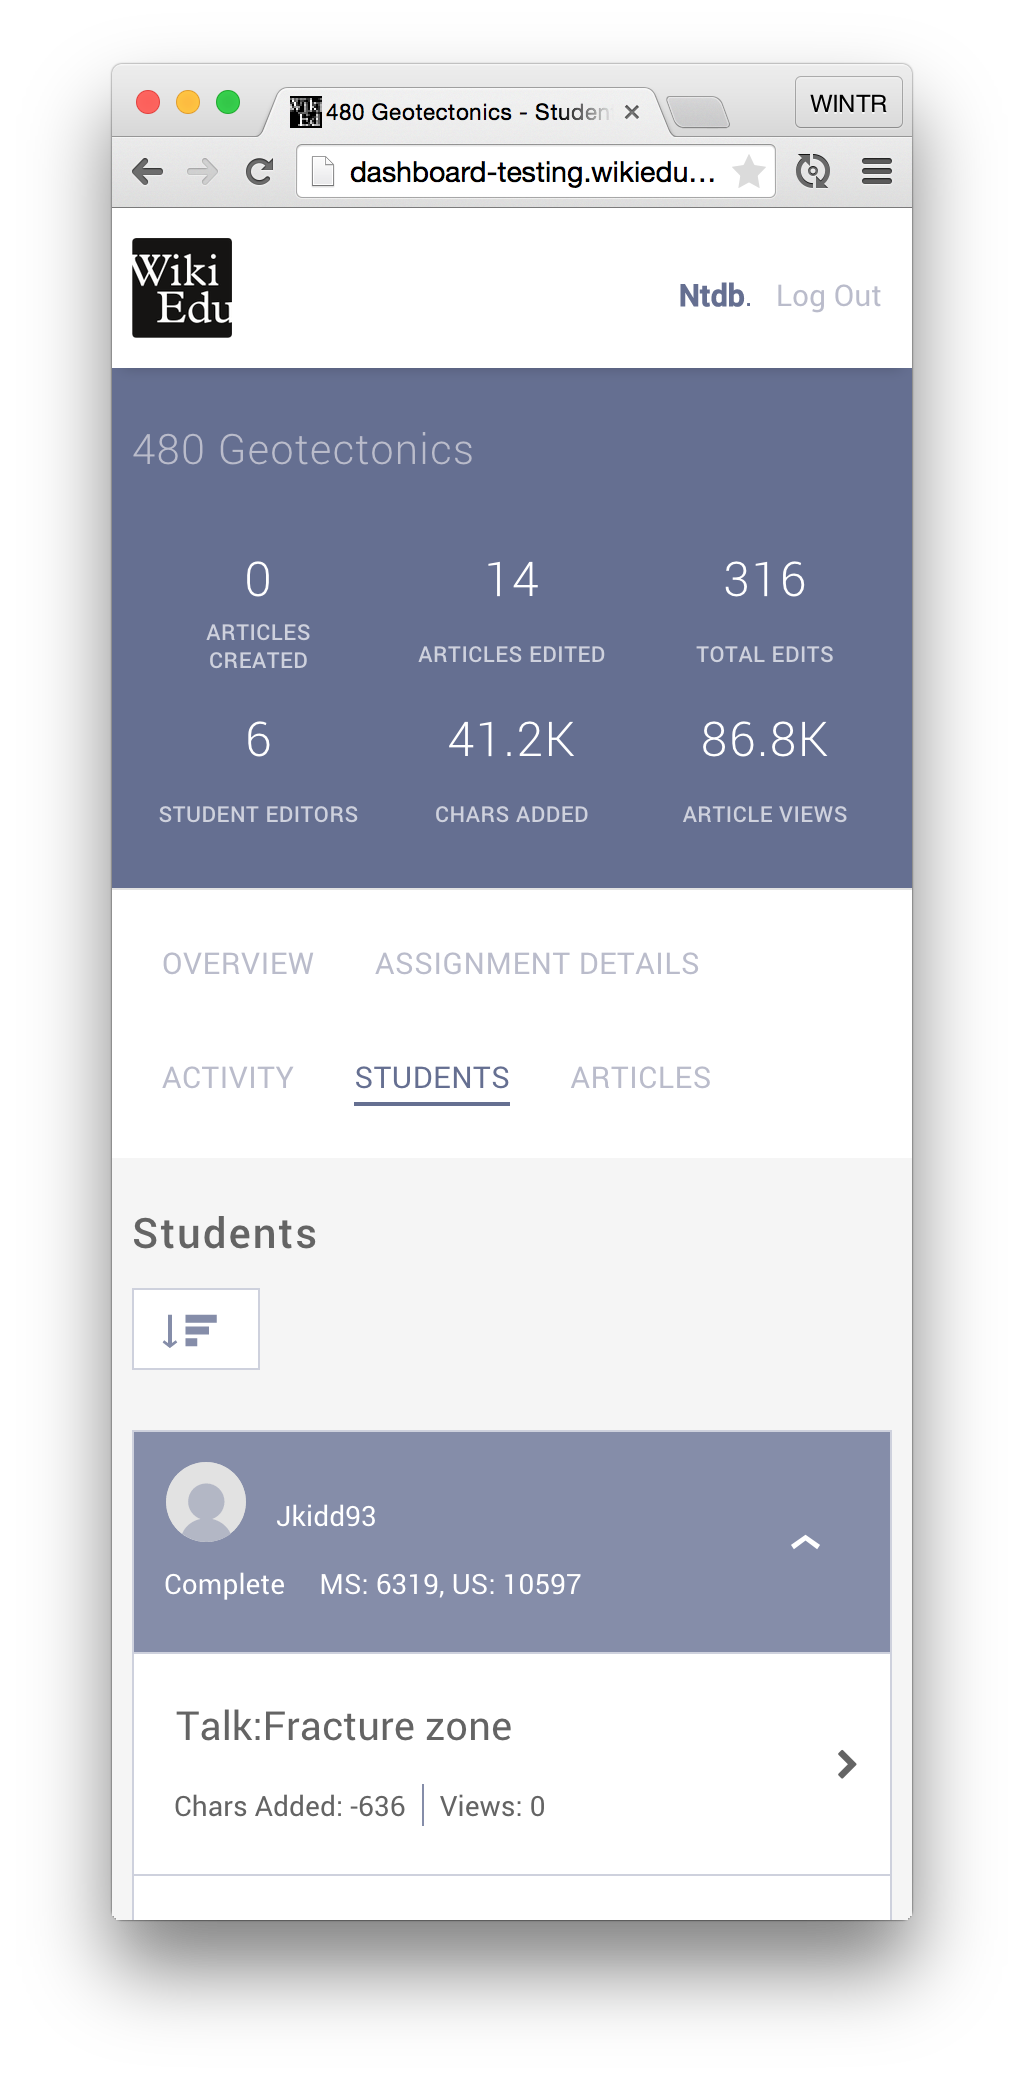 480 Geotectonics - Studen
WINTR
dashboard-testing.wikiedu...
Wiki
Edu
Ntdb. Log Out
480 Geotectonics
0 14 316
ARTICLES
CREATED ARTICLES EDITED TOTAL EDITS
6 41.2K 86.8K
STUDENT EDITORS CHARS ADDED ARTICLE VIEWS
OVERVIEW ASSIGNMENT DETAILS
ACTIVITY STUDENTS ARTICLES
Students
Jkidd93
Complete MS: 6319, US: 10597
Talk:Fracture zone
Chars Added: -636 Views: 0